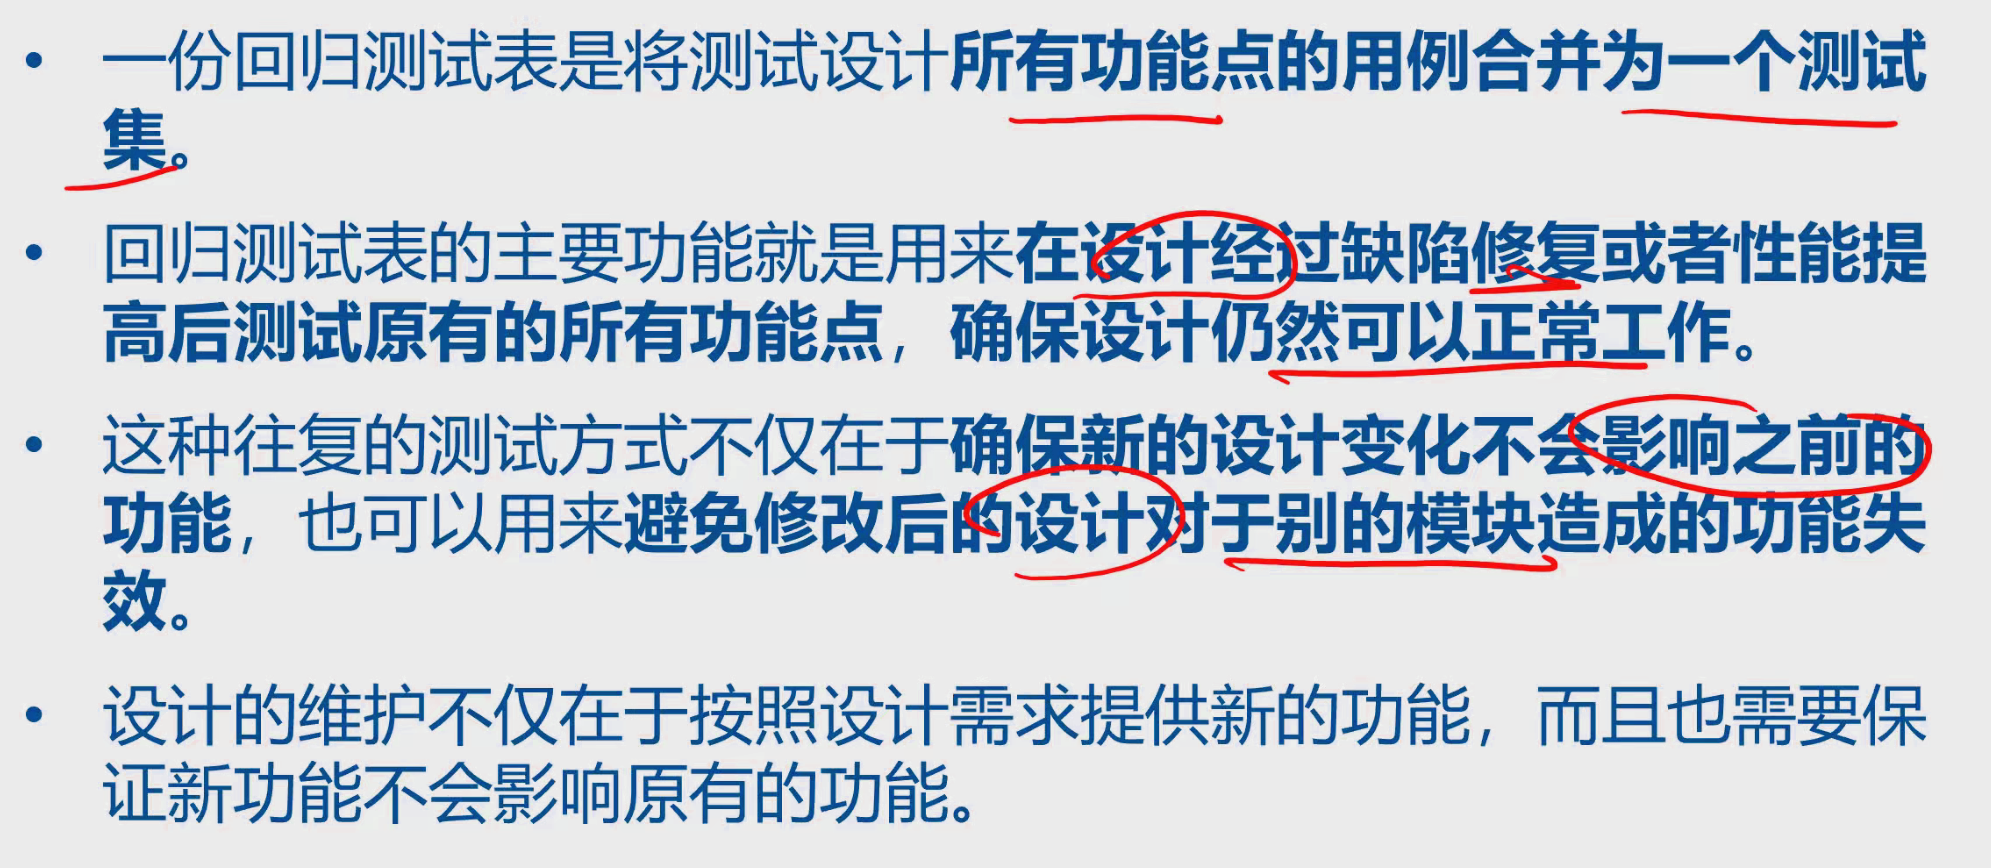 • 一份回归测试表是将测试设计所有功能点的用例合并为一个测试
集。
• 回归测试表的主要功能就是用来在设计经过缺陷修复或者性能提
高后测试原有的所有功能点，确保设计仍然可以正常工作。
• 这种往复的测试方式不仅在于确保新的设计变化不会影响之前的
功能，也可以用来避免修改后的设计对于别的模块造成的功能失
效。
• 设计的维护不仅在于按照设计需求提供新的功能，而且也需要保
证新功能不会影响原有的功能。